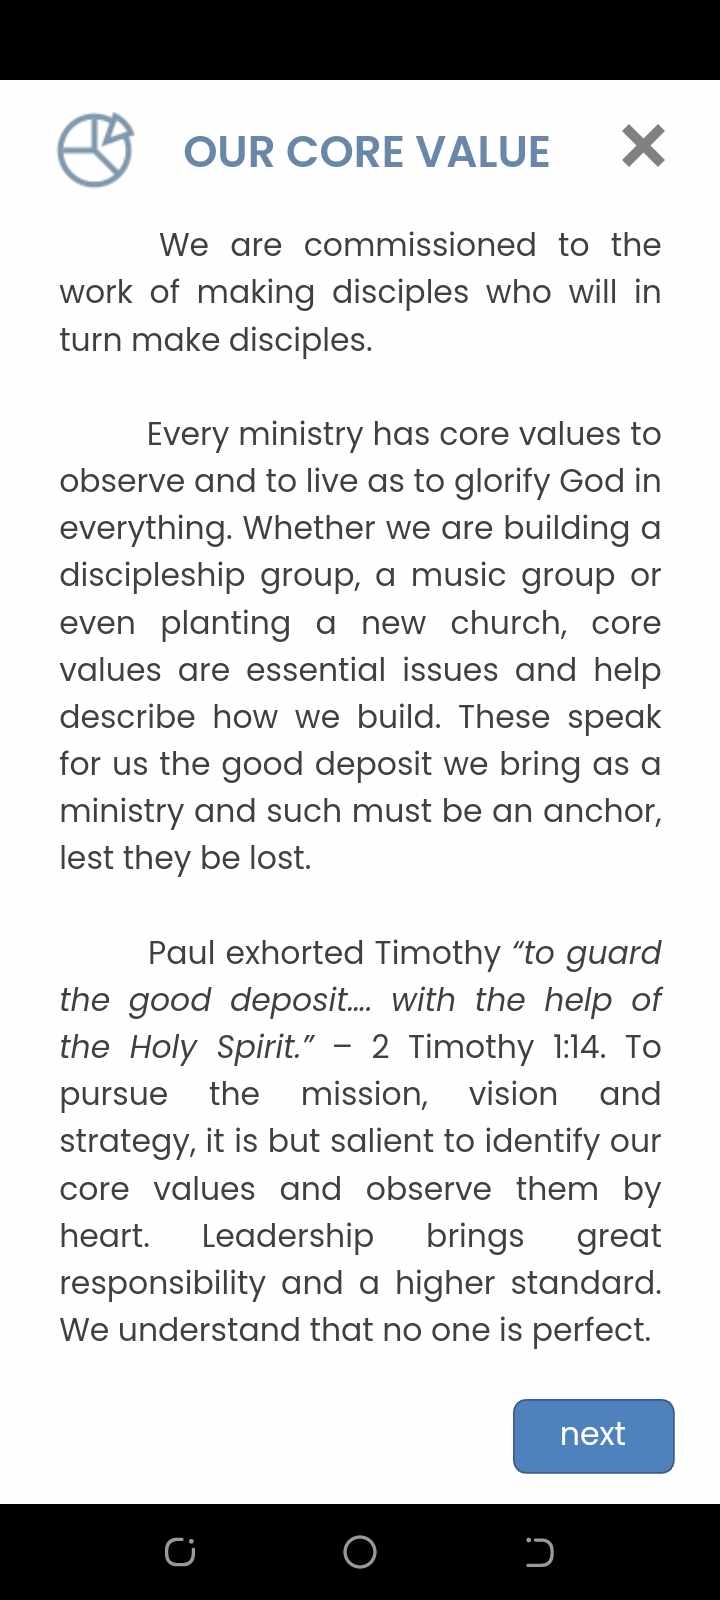 OUR CORE VALUE
We are commissioned to the
work of making disciples who will in
turn make disciples.
Every ministry has core values to
observe and to live as to glorify God in
everything. Whether we are building a
discipleship group, a music group or
even planting a new church, core
values are essential issues and help
describe how we build. These speak
for us the good deposit we bring as a
ministry and such must be an anchor,
lest they be lost.
Paul exhorted Timothy “to guard
the good deposit.... with the help of
the Holy Spirit.” – 2 Timothy 1:14. To
pursue the mission, vision and
strategy, it is but salient to identify our
core values and observe them by
heart. Leadership brings great
responsibility and a higher standard.
We understand that no one is perfect.
next